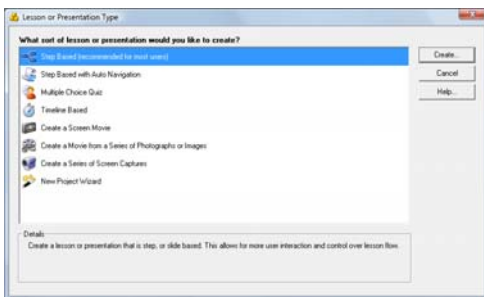 Lesson or Presentation Type
What sort of lesson or presentation would you like to create?
Step Based (recommended for most users)
Step Based with Auto Navigation
Multiple Choice Quiz
Timeline Based
Create a Screen Movie
Create a Movie from a Series of Photographs or Images
Create a Series of Screen Captures
New Project Wizard
Create...
Cancel
Help...
Details
Create a lesson or presentation that is step, or slide based. This allows for more user interaction and control over lesson flow.